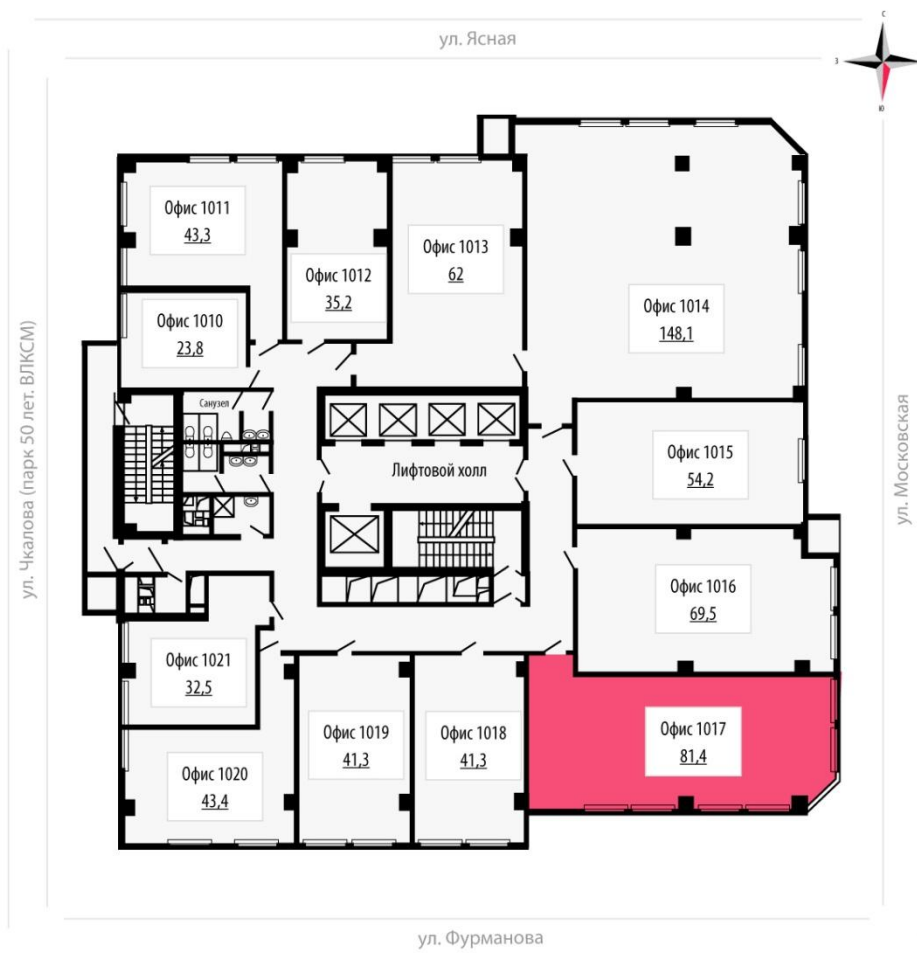 ул. Ясная
С
З
Ю
Офис 1011
43,3
Офис 1012
35,2
Офис 1013
62
Офис 1014
148,1
Офис 1010
23,8
Санузел
Лифтовой холл
Офис 1015
54,2
Офис 1016
69,5
Офис 1021
32,5
Офис 1019
41,3
Офис 1018
41,3
Офис 1017
81,4
Офис 1020
43,4
ул. Чкалова (парк 50 лет. ВЛКСМ)
ул. Московская
ул. Фурманова